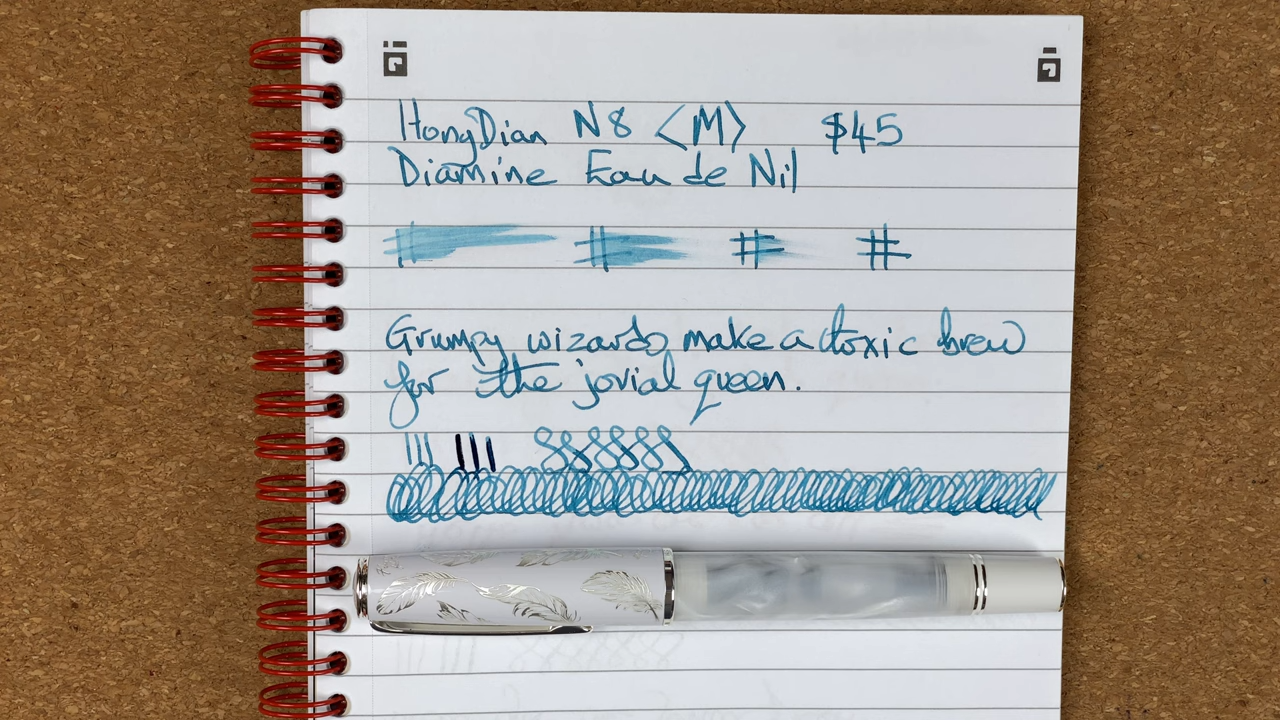 HongDian N8 <M> $45
Diamine Eau de Nil
# # # #
Grumpy wizards make a toxic brew
for the jovial queen.